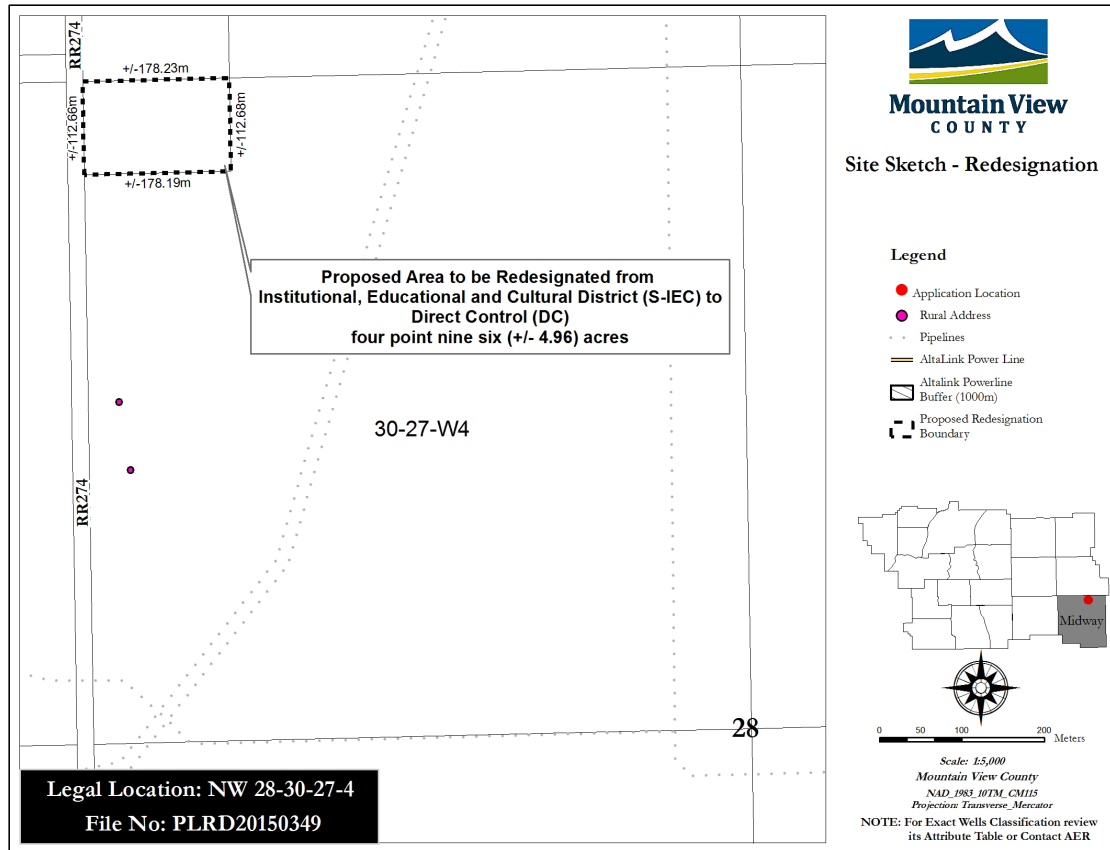 RR274
+/-178.23m
+/-112.66m
+/-112.68m
+/-178.19m
Proposed Area to be Redesignated from
Institutional, Educational and Cultural District (S-IEC) to
Direct Control (DC)
four point nine six (+/- 4.96) acres
30-27-W4
RR274
28
Legal Location: NW 28-30-27-4
File No: PLRD20150349
Mountain View
COUNTY
Site Sketch - Redesignation
Legend
Application Location
Rural Address
Pipelines
AltaLink Power Line
Altalink Powerline
Buffer (1000m)
Proposed Redesignation
Boundary
Midway
0 50 100 200
Meters
Scale: 1:5,000
Mountain View County
NAD_1983_10TM_CM115
Projection: Transverse_Mercator
NOTE: For Exact Wells Classification review
its Attribute Table or Contact AER